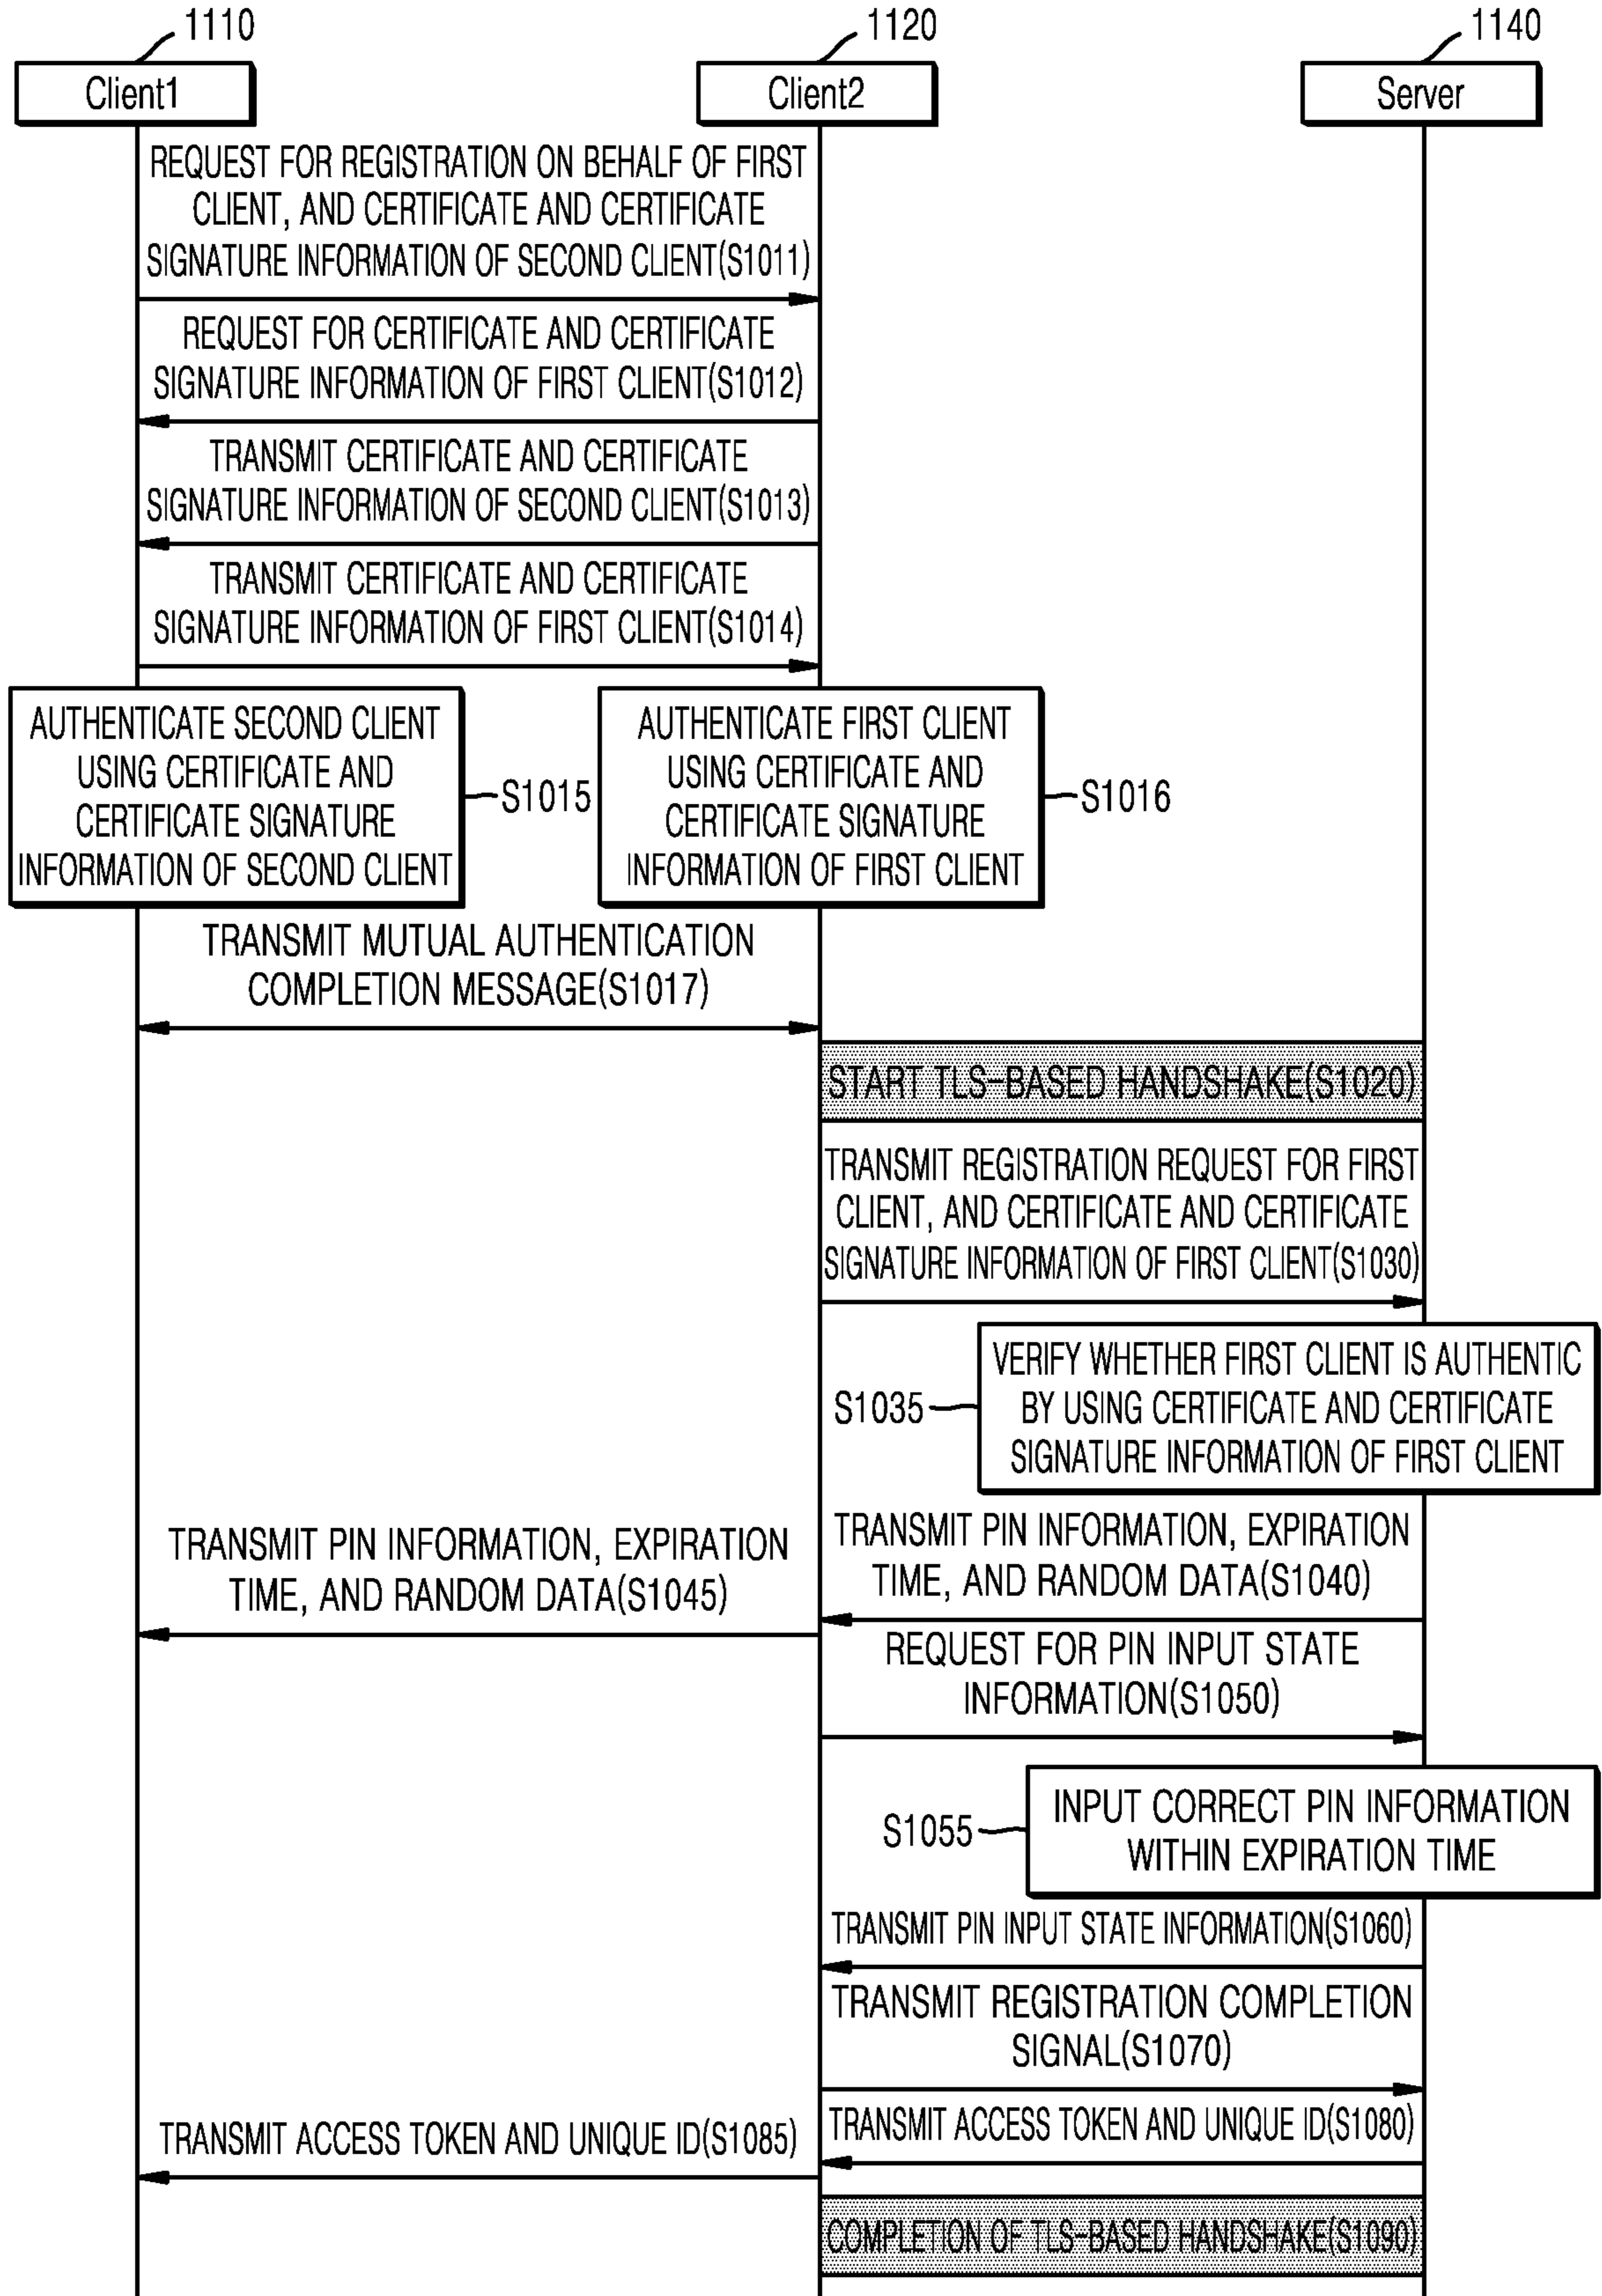 1110
1120
1140
Client1
Client2
Server
REQUEST FOR REGISTRATION ON BEHALF OF FIRST
CLIENT, AND CERTIFICATE AND CERTIFICATE
SIGNATURE INFORMATION OF SECOND CLIENT(S1011)
REQUEST FOR CERTIFICATE AND CERTIFICATE
SIGNATURE INFORMATION OF FIRST CLIENT(S1012)
TRANSMIT CERTIFICATE AND CERTIFICATE
SIGNATURE INFORMATION OF SECOND CLIENT(S1013)
TRANSMIT CERTIFICATE AND CERTIFICATE
SIGNATURE INFORMATION OF FIRST CLIENT(S1014)
AUTHENTICATE SECOND CLIENT
USING CERTIFICATE AND
CERTIFICATE SIGNATURE
INFORMATION OF SECOND CLIENT
S1015
AUTHENTICATE FIRST CLIENT
USING CERTIFICATE AND
CERTIFICATE SIGNATURE
INFORMATION OF FIRST CLIENT
S1016
TRANSMIT MUTUAL AUTHENTICATION
COMPLETION MESSAGE(S1017)
START TLS-BASED HANDSHAKE(S1020)
TRANSMIT REGISTRATION REQUEST FOR FIRST
CLIENT, AND CERTIFICATE AND CERTIFICATE
SIGNATURE INFORMATION OF FIRST CLIENT(S1030)
S1035
VERIFY WHETHER FIRST CLIENT IS AUTHENTIC
BY USING CERTIFICATE AND CERTIFICATE
SIGNATURE INFORMATION OF FIRST CLIENT
TRANSMIT PIN INFORMATION, EXPIRATION
TIME, AND RANDOM DATA(S1040)
TRANSMIT PIN INFORMATION, EXPIRATION
TIME, AND RANDOM DATA(S1045)
REQUEST FOR PIN INPUT STATE
INFORMATION(S1050)
S1055
INPUT CORRECT PIN INFORMATION
WITHIN EXPIRATION TIME
TRANSMIT PIN INPUT STATE INFORMATION(S1060)
TRANSMIT REGISTRATION COMPLETION
SIGNAL(S1070)
TRANSMIT ACCESS TOKEN AND UNIQUE ID(S1080)
TRANSMIT ACCESS TOKEN AND UNIQUE ID(S1085)
COMPLETION OF TLS-BASED HANDSHAKE(S1090)